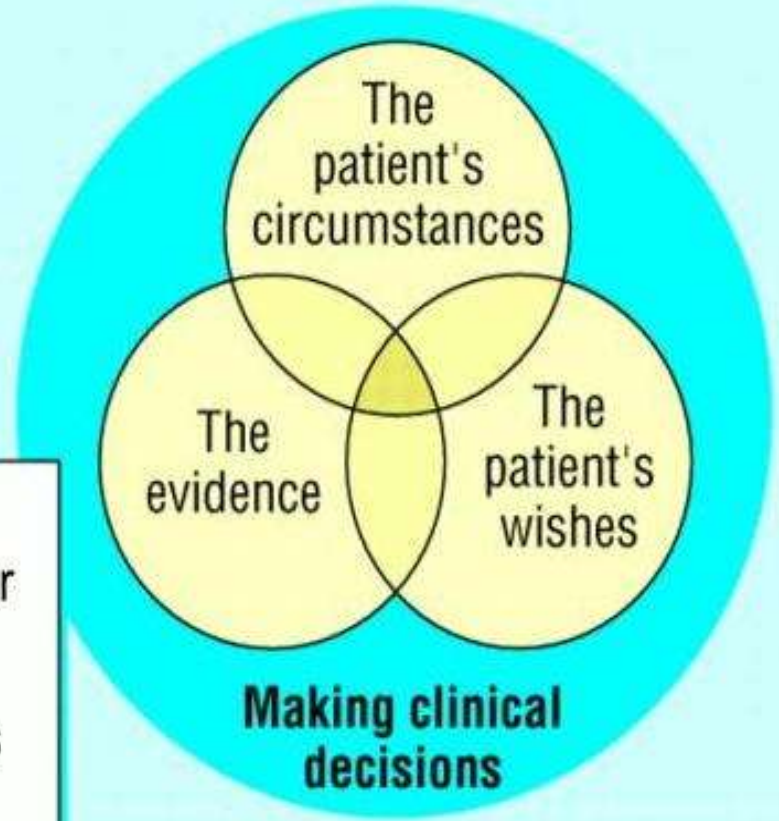 The
patient's
circumstances
The
evidence
The
patient's
wishes
Making clinical
decisions